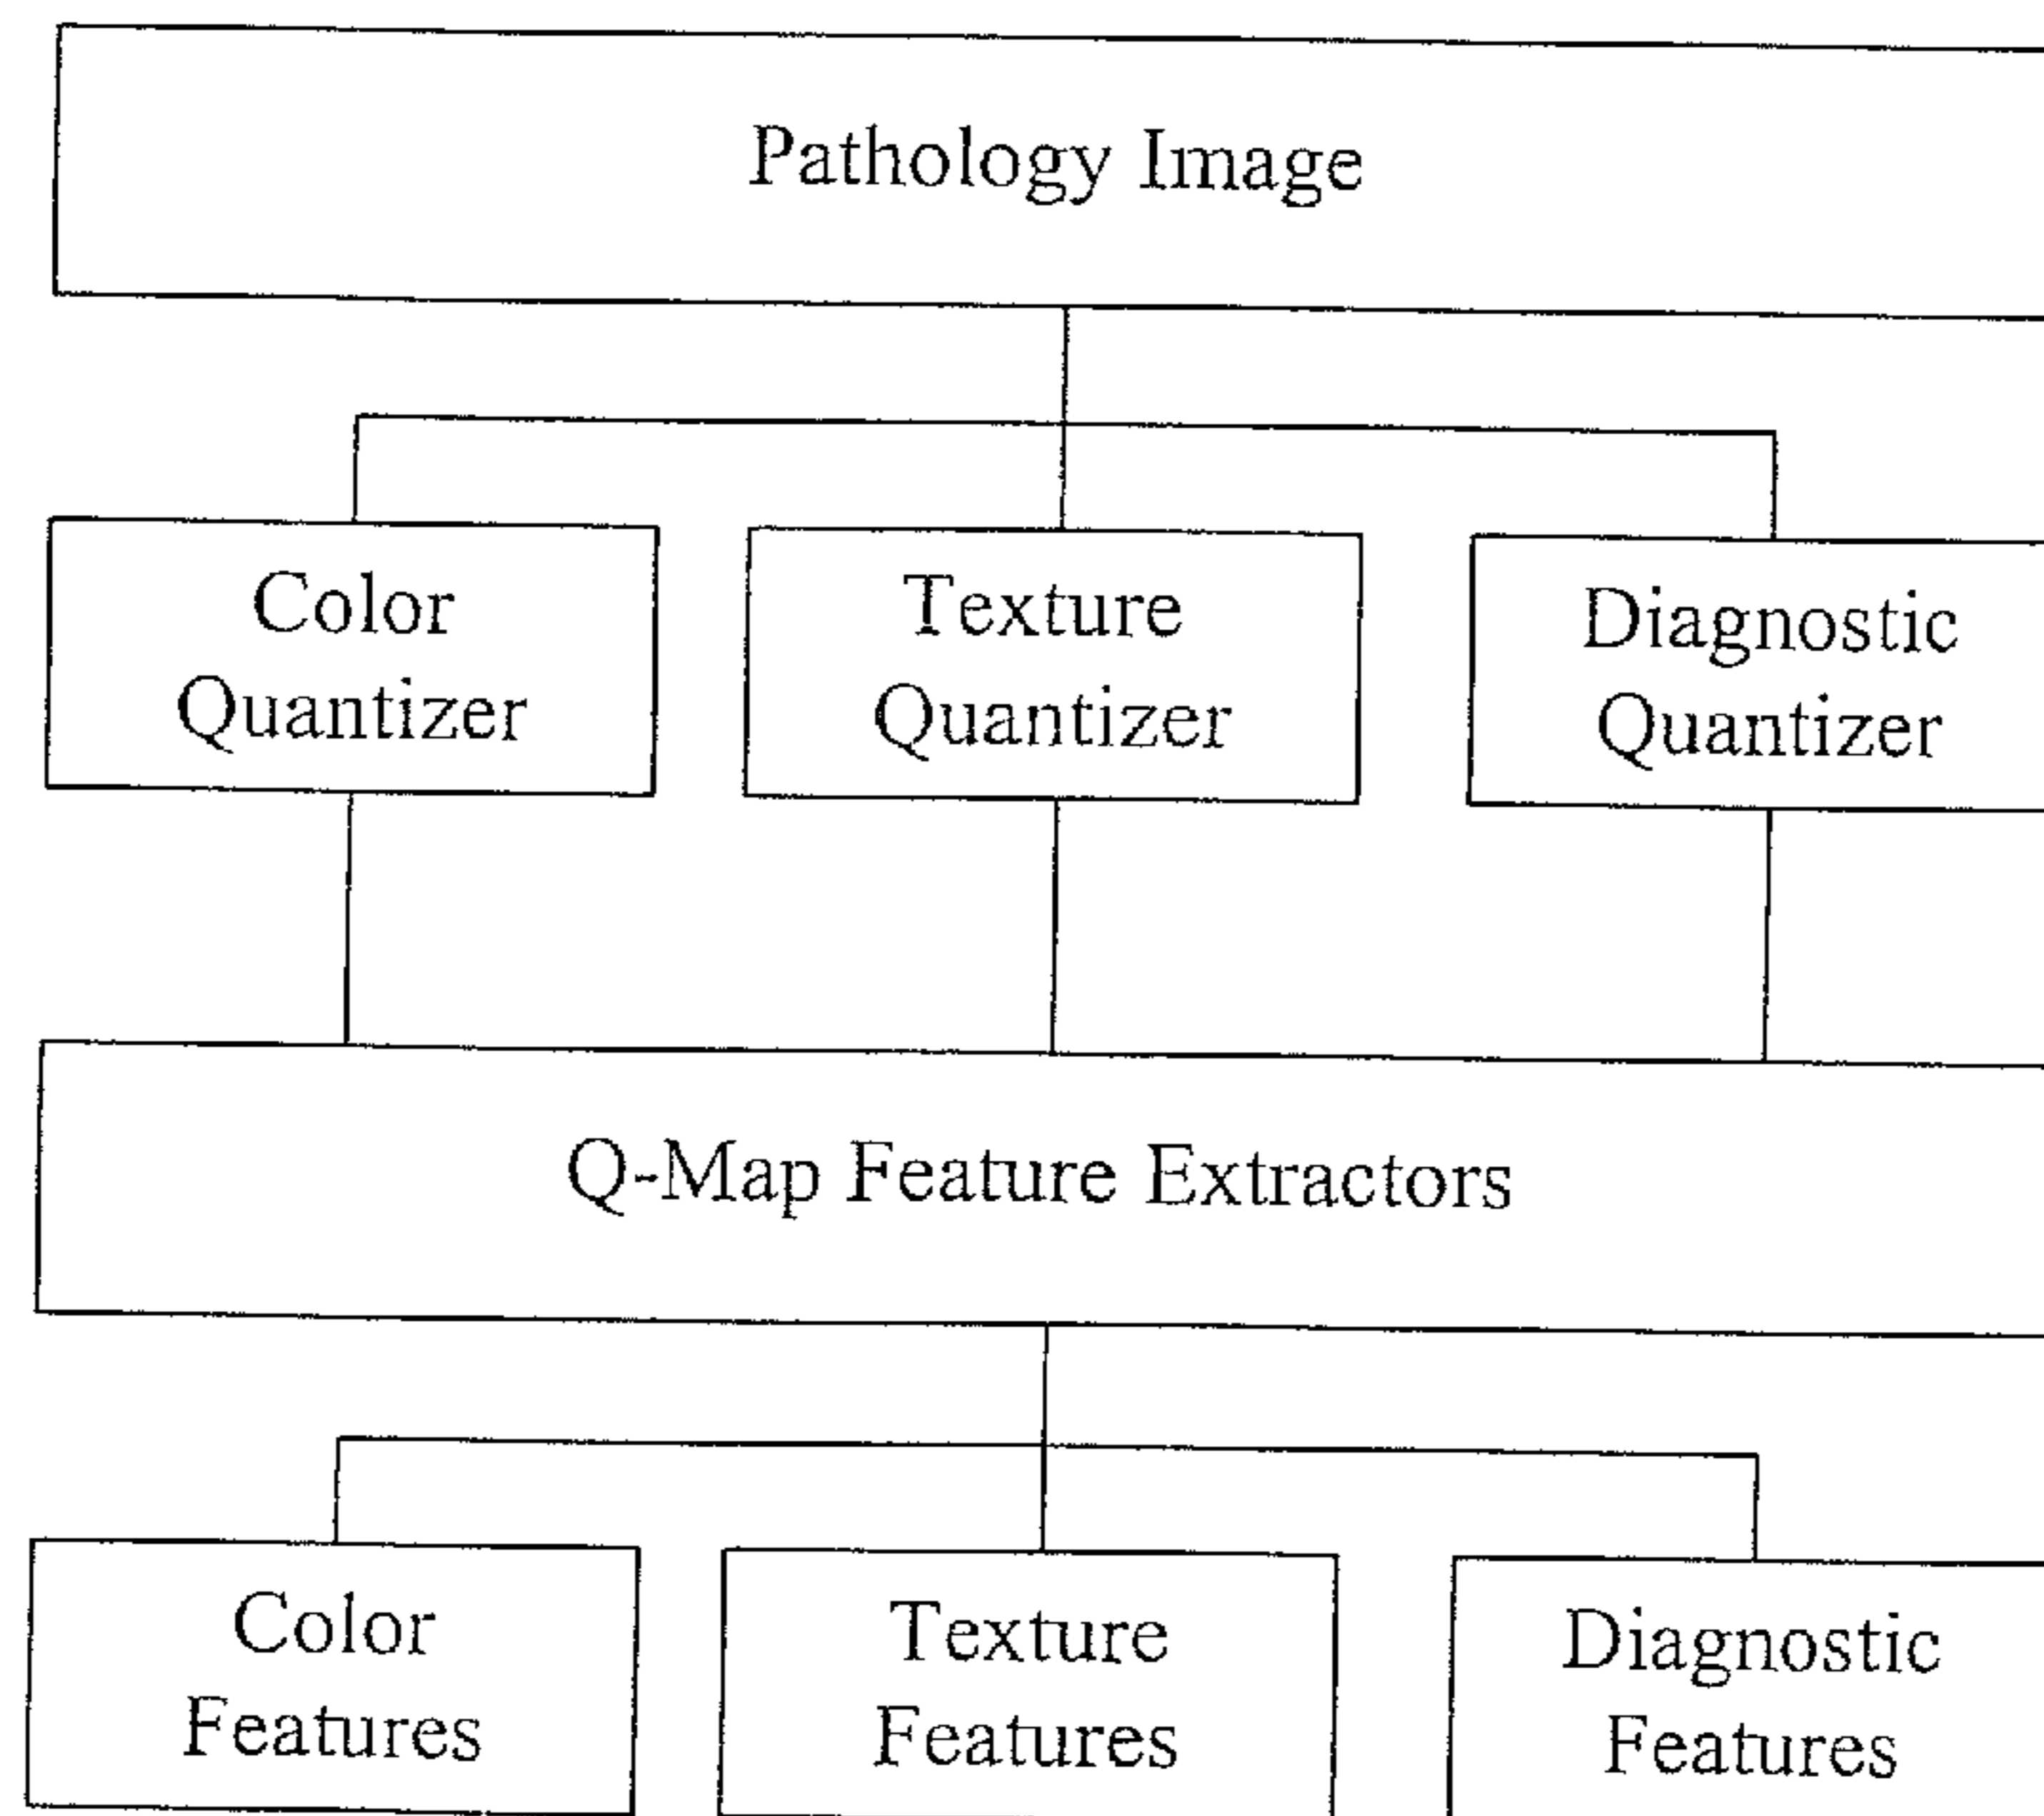 Pathology Image
Color
Quantizer
Texture
Quantizer
Diagnostic
Quantizer
Q-Map Feature Extractors
Color
Features
Texture
Features
Diagnostic
Features